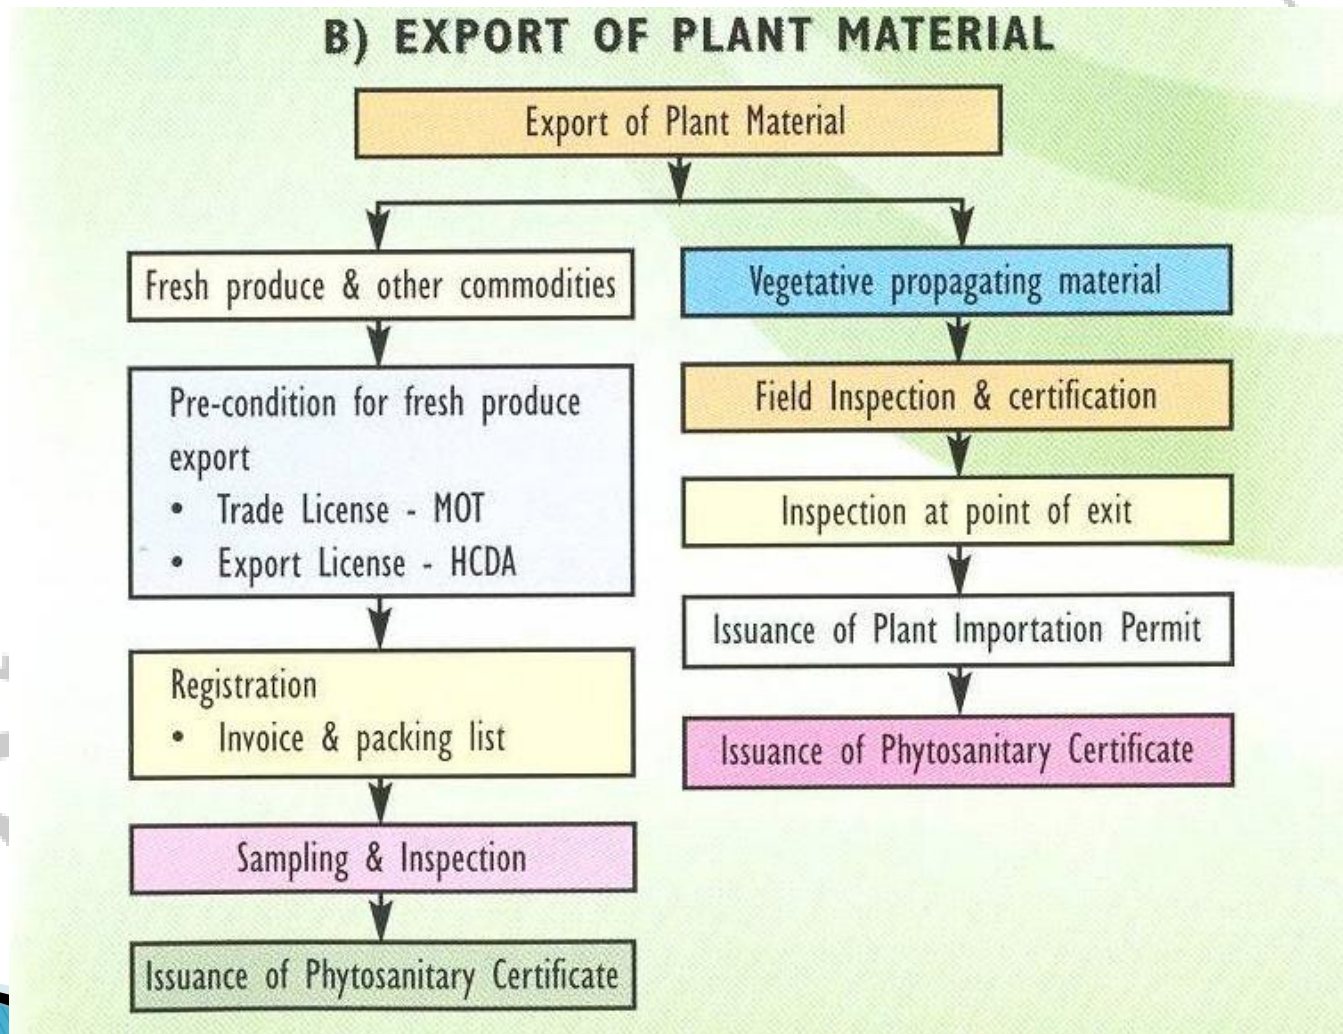 B) EXPORT OF PLANT MATERIAL
Export of Plant Material
Fresh produce & other commodities
Pre-condition for fresh produce
export
• Trade License - MOT
• Export License - HCDA
Registration
• Invoice & packing list
Sampling & Inspection
Issuance of Phytosanitary Certificate
Vegetative propagating material
Field Inspection & certification
Inspection at point of exit
Issuance of Plant Importation Permit
Issuance of Phytosanitary Certificate